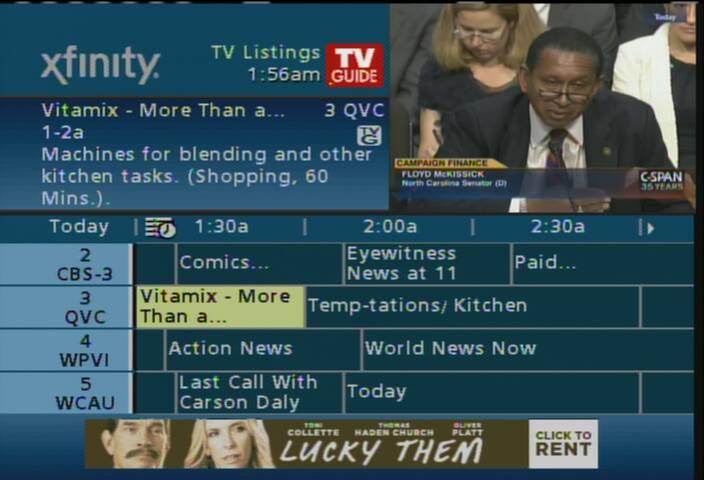 xfinity.
TV Listings
1:56am
TV
GUIDE
Today
Vitamix - More Than a... 3 QVC
1-2a
TV
G
Machines for blending and other
kitchen tasks. (Shopping, 60
Mins.).
CAMPAIGN FINANCE
FLOYD McKISSICK
North Carolina Senator (D)
C-SPAN
35 YEARS
Today 1:30a 2:00a 2:30a
2
CBS-3
Comics...
Eyewitness
News at 11
Paid...
3
QVC
Vitamix - More
Than a...
Temp-tations/ Kitchen
4
WPVI
Action News
World News Now
5
WCAU
Last Call With
Carson Daly
Today
TONI
COLLETTE
THOMAS
HADEN CHURCH
OLIVER
PLATT
LUCKY THEM
CLICK TO
RENT